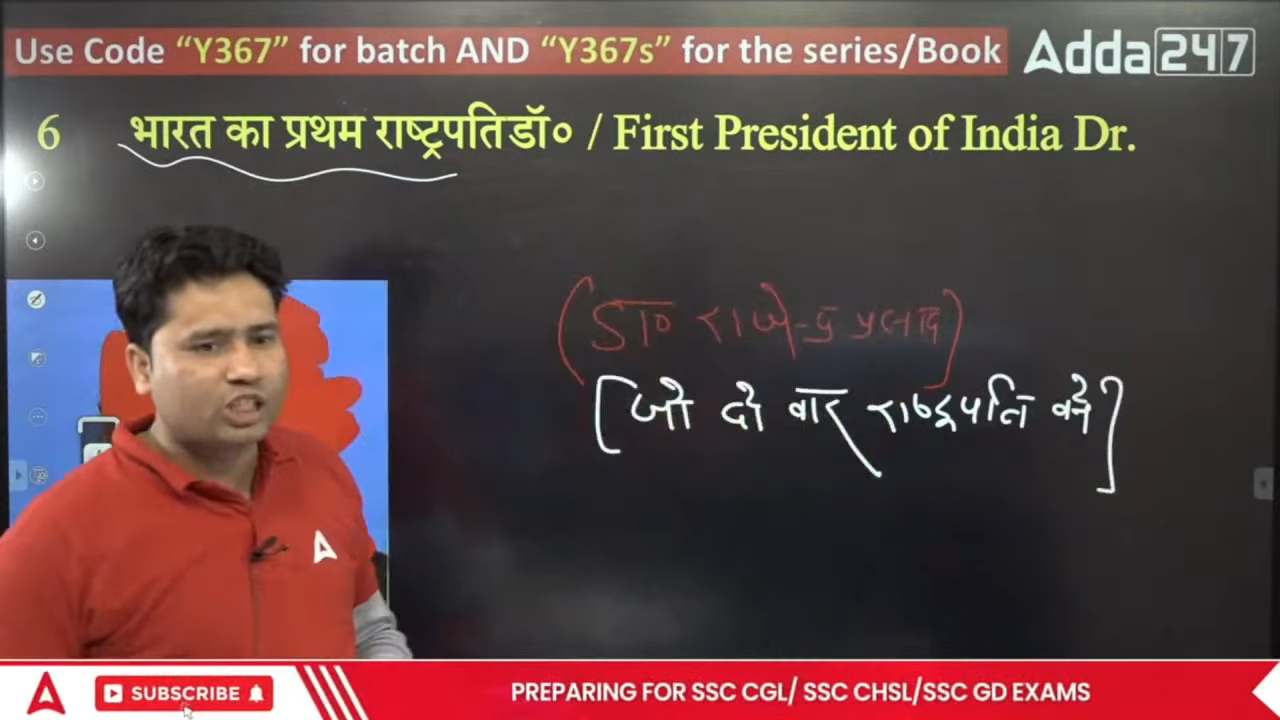 Use Code “Y367” for batch AND “Y367s” for the series/Book
Adda247
6 भारत का प्रथम राष्ट्रपतिडॉ० / First President of India Dr.
(डा० राजेन्द्र प्रसाद)
[जो दो बार राष्ट्रपति बने]
SUBSCRIBE
PREPARING FOR SSC CGL/ SSC CHSL/SSC GD EXAMS